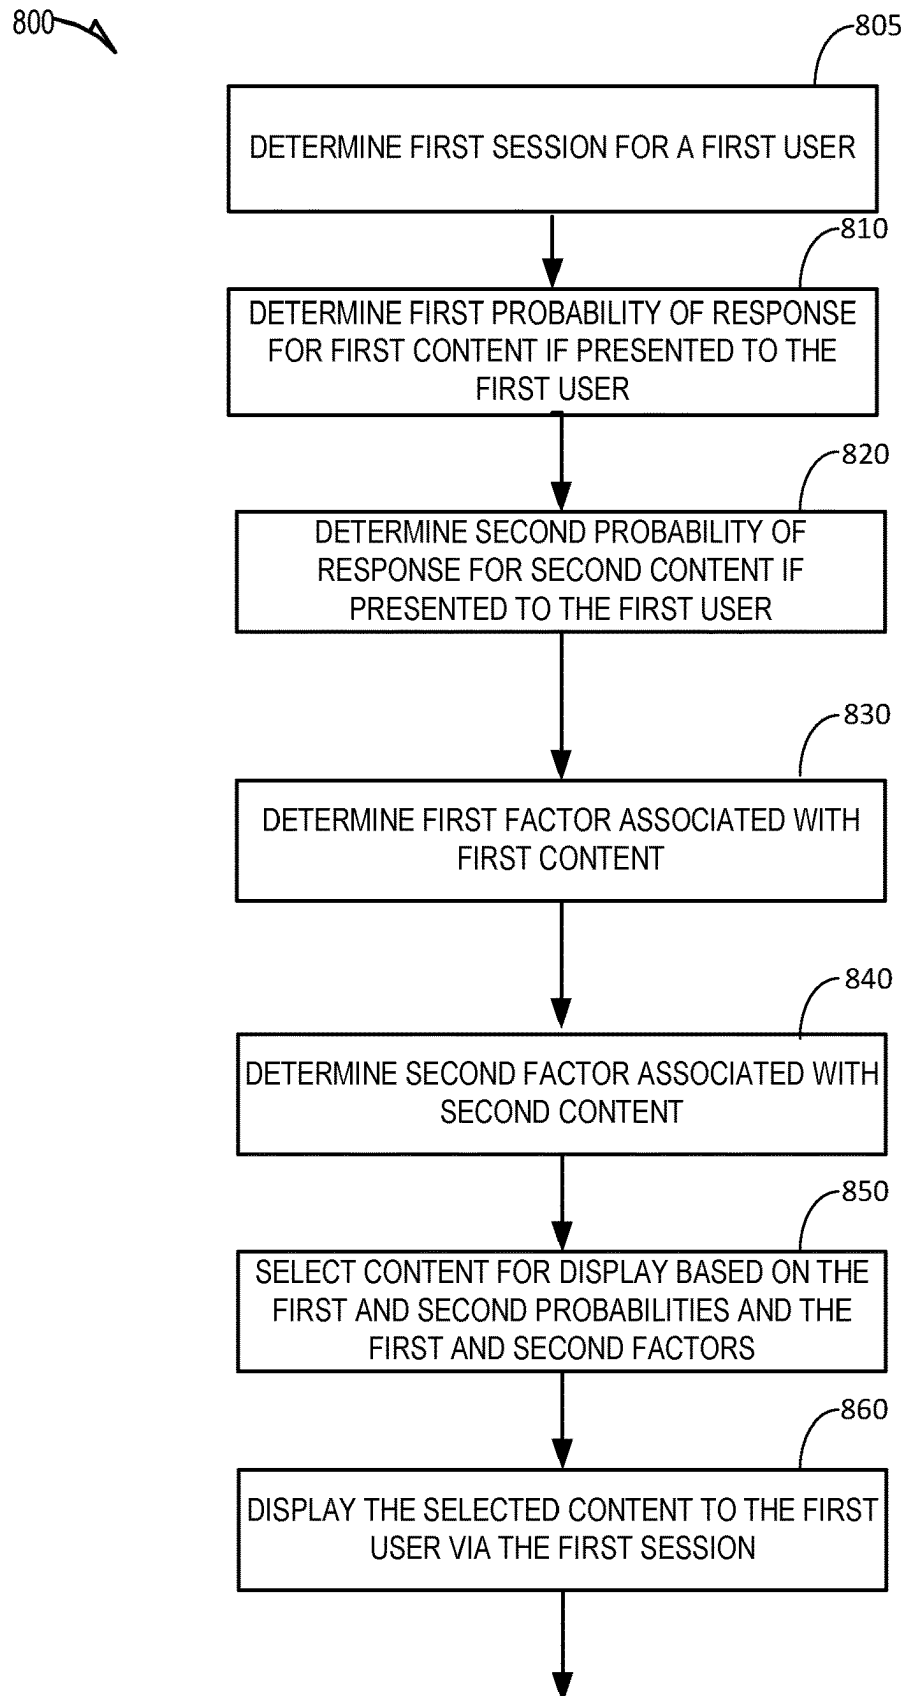 800
805
DETERMINE FIRST SESSION FOR A FIRST USER
810
DETERMINE FIRST PROBABILITY OF RESPONSE
FOR FIRST CONTENT IF PRESENTED TO THE
FIRST USER
820
DETERMINE SECOND PROBABILITY OF
RESPONSE FOR SECOND CONTENT IF
PRESENTED TO THE FIRST USER
830
DETERMINE FIRST FACTOR ASSOCIATED WITH
FIRST CONTENT
840
DETERMINE SECOND FACTOR ASSOCIATED WITH
SECOND CONTENT
850
SELECT CONTENT FOR DISPLAY BASED ON THE
FIRST AND SECOND PROBABILITIES AND THE
FIRST AND SECOND FACTORS
860
DISPLAY THE SELECTED CONTENT TO THE FIRST
USER VIA THE FIRST SESSION